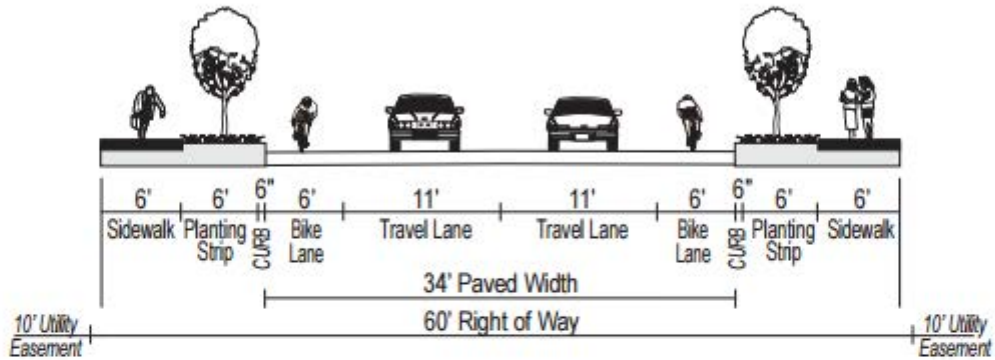 6' 6' 6" 6' 11' 11' 6' 6" 6' 6'
Sidewalk Planting Strip CURB Bike Lane Travel Lane Travel Lane Bike Lane CURB Planting Strip Sidewalk
34' Paved Width
60' Right of Way
10' Utility Easement
10' Utility Easement